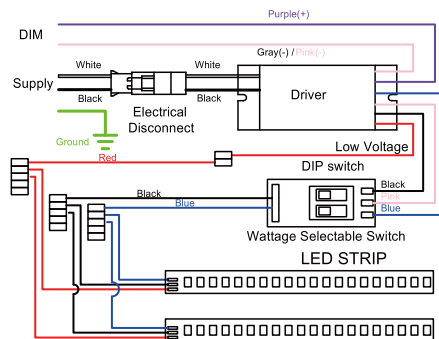 Purple(+)
DIM
Gray(-) / Pink(-)
White
White
Supply
Black
Black
Driver
Electrical
Disconnect
Ground
Low Voltage
Red
DIP switch
Black
Black
Pink
Blue
Blue
Wattage Selectable Switch
LED STRIP